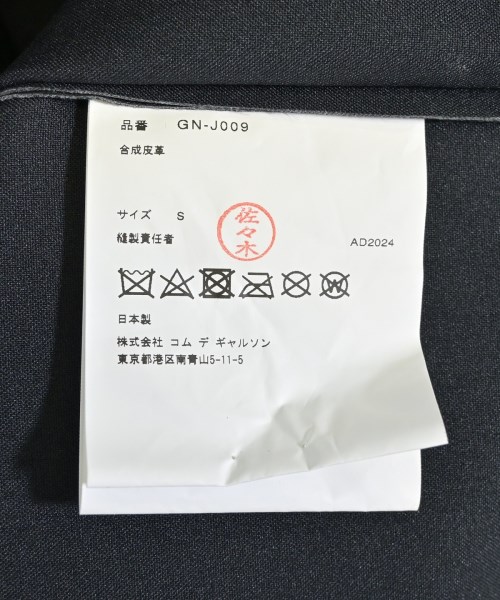 品番 GN-J009
合成皮革
サイズ S
縫製責任者
佐々木
AD2024
日本製
株式会社 コム デ ギャルソン
東京都港区南青山5-11-5